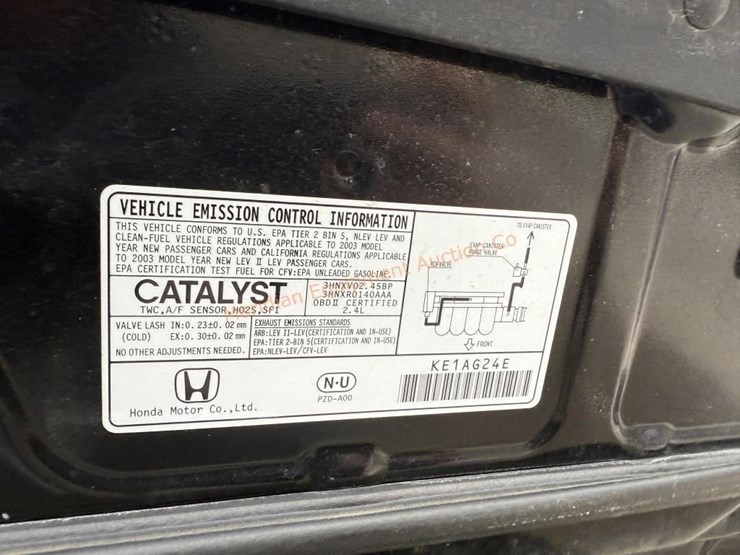 VEHICLE EMISSION CONTROL INFORMATION
THIS VEHICLE CONFORMS TO U.S. EPA TIER 2 BIN 5, NLEV LEV AND
CLEAN-FUEL VEHICLE REGULATIONS APPLICABLE TO 2003 MODEL
YEAR NEW PASSENGER CARS AND CALIFORNIA REGULATIONS APPLICABLE
TO 2003 MODEL YEAR NEW LEV II LEV PASSENGER CARS.
EPA CERTIFICATION TEST FUEL FOR CFV:EPA UNLEADED GASOLINE.
CATALYST
TWC,A/F SENSOR,HO2S,SFI
3HNXV02.45BP
3HNXR0140AAA
OBDII CERTIFIED
2.4L
VALVE LASH IN:0.23±0.02 mm
(COLD) EX:0.30±0.02 mm
NO OTHER ADJUSTMENTS NEEDED.
EXHAUST EMISSIONS STANDARDS
ARB:LEV II-LEV(CERTIFICATION AND IN-USE)
EPA:TIER 2-BIN 5(CERTIFICATION AND IN-USE)
EPA:NLEV-LEV/CFV-LEV
TO EVAP CANISTER
EVAP CANISTER
PURGE VALVE
PCV VALVE
FRONT
Honda Motor Co.,Ltd.
N·U
PZD-A00
KE1AG24E
Equipment Auction Co